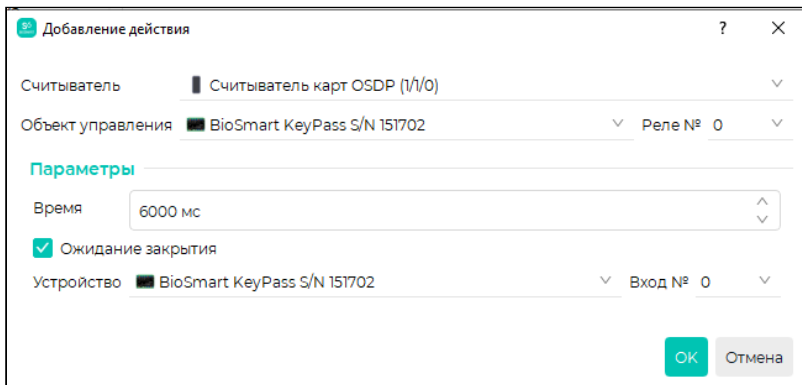 Добавление действия ?
Считыватель Считыватель карт OSDP (1/1/0)
Объект управления BioSmart KeyPass S/N 151702 Реле № 0
Параметры
Время 6000 мс
Ожидание закрытия
Устройство BioSmart KeyPass S/N 151702 Вход № 0
OK Отмена